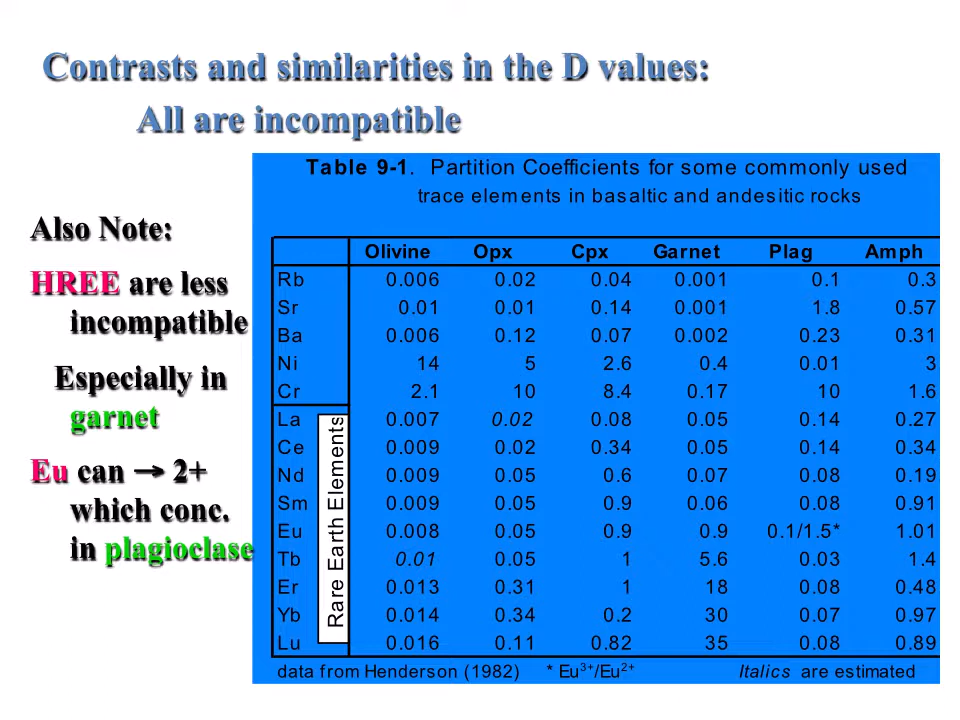 Contrasts and similarities in the D values:
All are incompatible
Also Note:
HREE are less
incompatible
Especially in
garnet
Eu can → 2+
which conc.
in plagioclase
Table 9-1. Partition Coefficients for some commonly used
trace elements in basaltic and andesitic rocks
Olivine Opx Cpx Garnet Plag Amph
Rb 0.006 0.02 0.04 0.001 0.1 0.3
Sr 0.01 0.01 0.14 0.001 1.8 0.57
Ba 0.006 0.12 0.07 0.002 0.23 0.31
Ni 14 5 2.6 0.4 0.01 3
Cr 2.1 10 8.4 0.17 10 1.6
Rare Earth Elements
La 0.007 0.02 0.08 0.05 0.14 0.27
Ce 0.009 0.02 0.34 0.05 0.14 0.34
Nd 0.009 0.05 0.6 0.07 0.08 0.19
Sm 0.009 0.05 0.9 0.06 0.08 0.91
Eu 0.008 0.05 0.9 0.9 0.1/1.5* 1.01
Tb 0.01 0.05 1 5.6 0.03 1.4
Er 0.013 0.31 1 18 0.08 0.48
Yb 0.014 0.34 0.2 30 0.07 0.97
Lu 0.016 0.11 0.82 35 0.08 0.89
data from Henderson (1982) * Eu³⁺/Eu²⁺ Italics are estimated